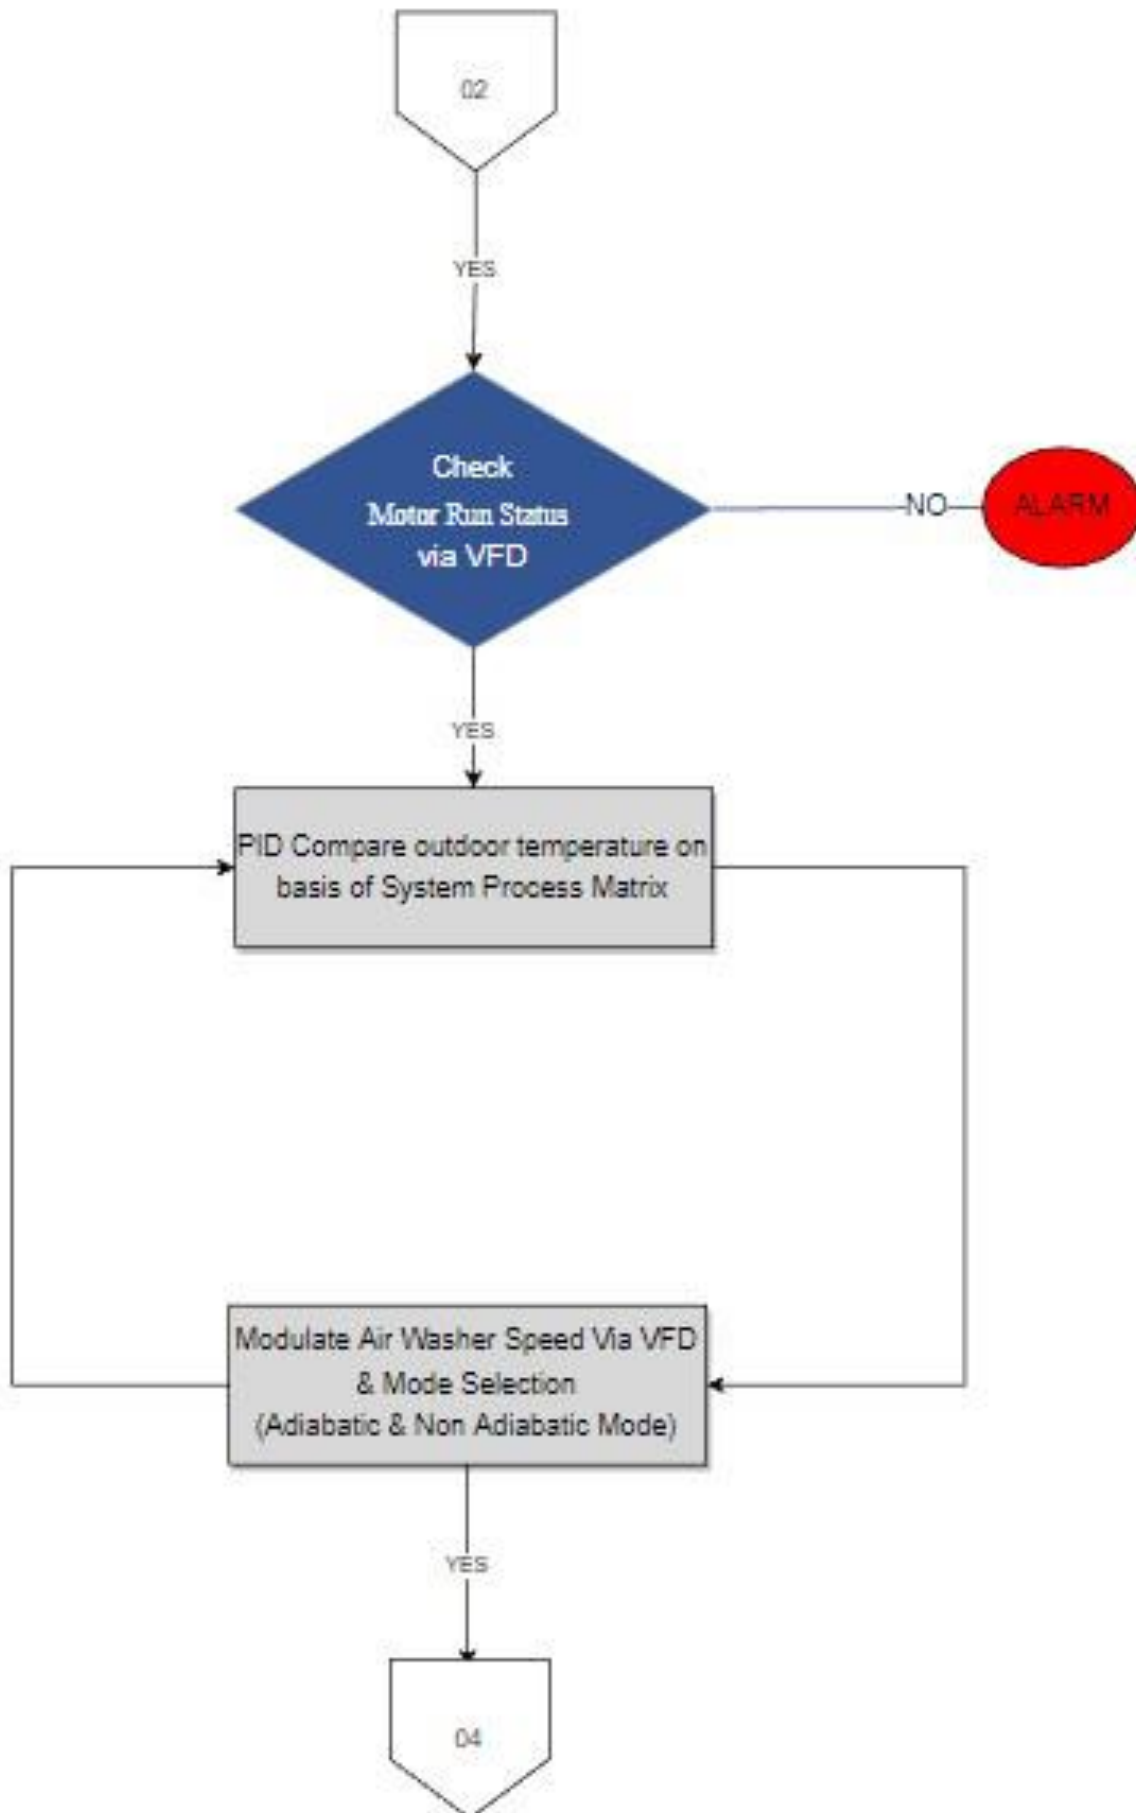 02
YES
Check
Motor Run Status
via VFD
NO
ALARM
YES
PID Compare outdoor temperature on
basis of System Process Matrix
Modulate Air Washer Speed Via VFD
& Mode Selection
(Adiabatic & Non Adiabatic Mode)
YES
04